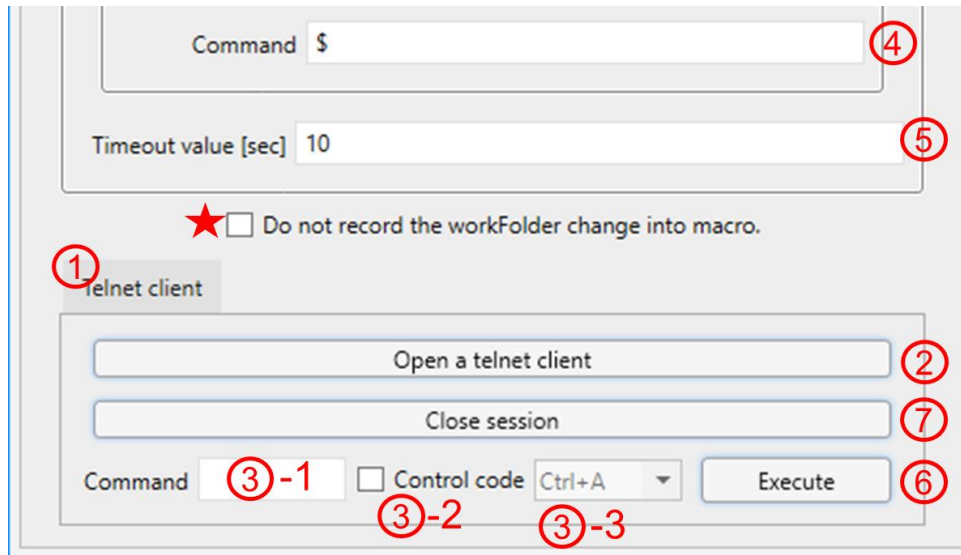 Command $ ④
Timeout value [sec] 10 ⑤
★ Do not record the workFolder change into macro.
①
Telnet client
Open a telnet client ②
Close session ⑦
Command ③-1 Control code Ctrl+A Execute ⑥
③-2 ③-3